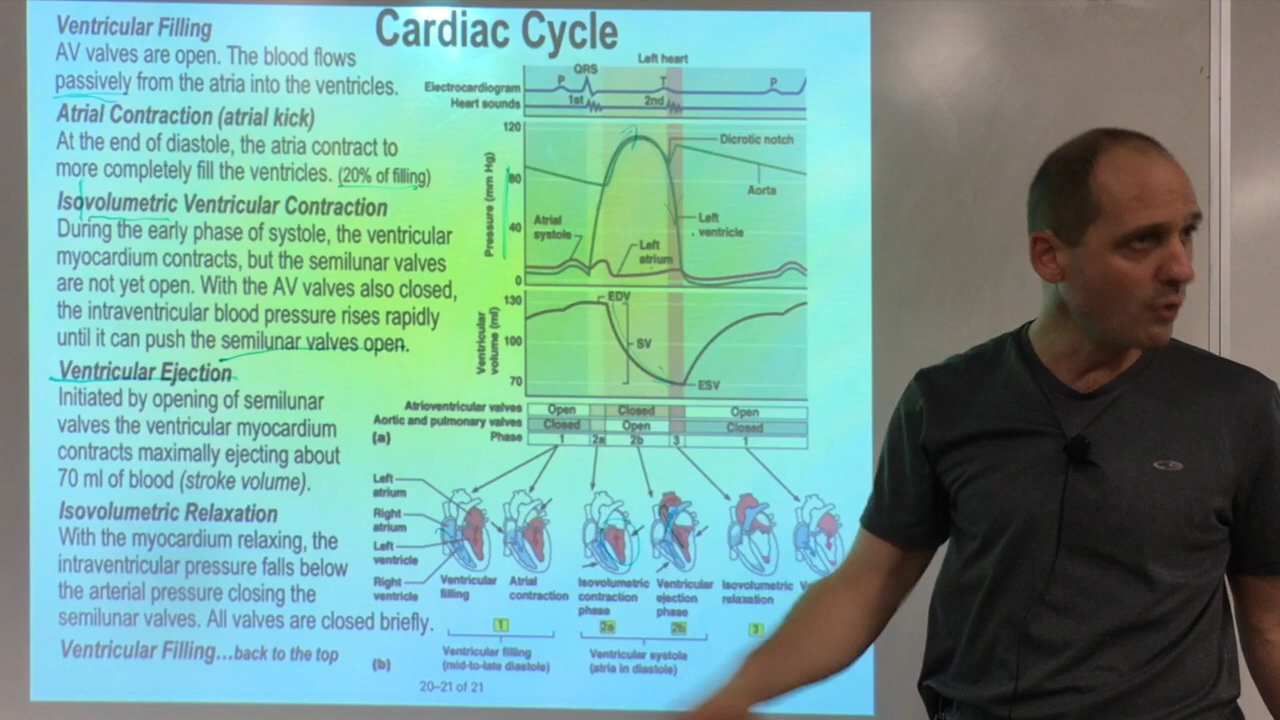 Cardiac Cycle
Ventricular Filling
AV valves are open. The blood flows
passively from the atria into the ventricles.
Atrial Contraction (atrial kick)
At the end of diastole, the atria contract to
more completely fill the ventricles. (20% of filling)
Isovolumetric Ventricular Contraction
During the early phase of systole, the ventricular
myocardium contracts, but the semilunar valves
are not yet open. With the AV valves also closed,
the intraventricular blood pressure rises rapidly
until it can push the semilunar valves open.
Ventricular Ejection
Initiated by opening of semilunar
valves the ventricular myocardium
contracts maximally ejecting about
70 ml of blood (stroke volume).
Isovolumetric Relaxation
With the myocardium relaxing, the
intraventricular pressure falls below
the arterial pressure closing the
semilunar valves. All valves are closed briefly.
Ventricular Filling...back to the top
Left heart
QRS
P T P
Electrocardiogram
Heart sounds
1st 2nd
120
80
40
0
Pressure (mm Hg)
Dicrotic notch
Aorta
Atrial
systole
Left
atrium
Left
ventricle
130
100
70
Ventricular
volume (ml)
EDV
SV
ESV
Atrioventricular valves Open Closed Open
Aortic and pulmonary valves Closed Open Closed
(a) Phase 1 2a 2b 3 1
Left
atrium
Right
atrium
Left
ventricle
Right
ventricle
Ventricular
filling
Atrial
contraction
Isovolumetric
contraction
phase
Ventricular
ejection
phase
Isovolumetric
relaxation
1 2a 2b 3
Ventricular filling
(mid-to-late diastole)
Ventricular systole
(atria in diastole)
(b)
20–21 of 21